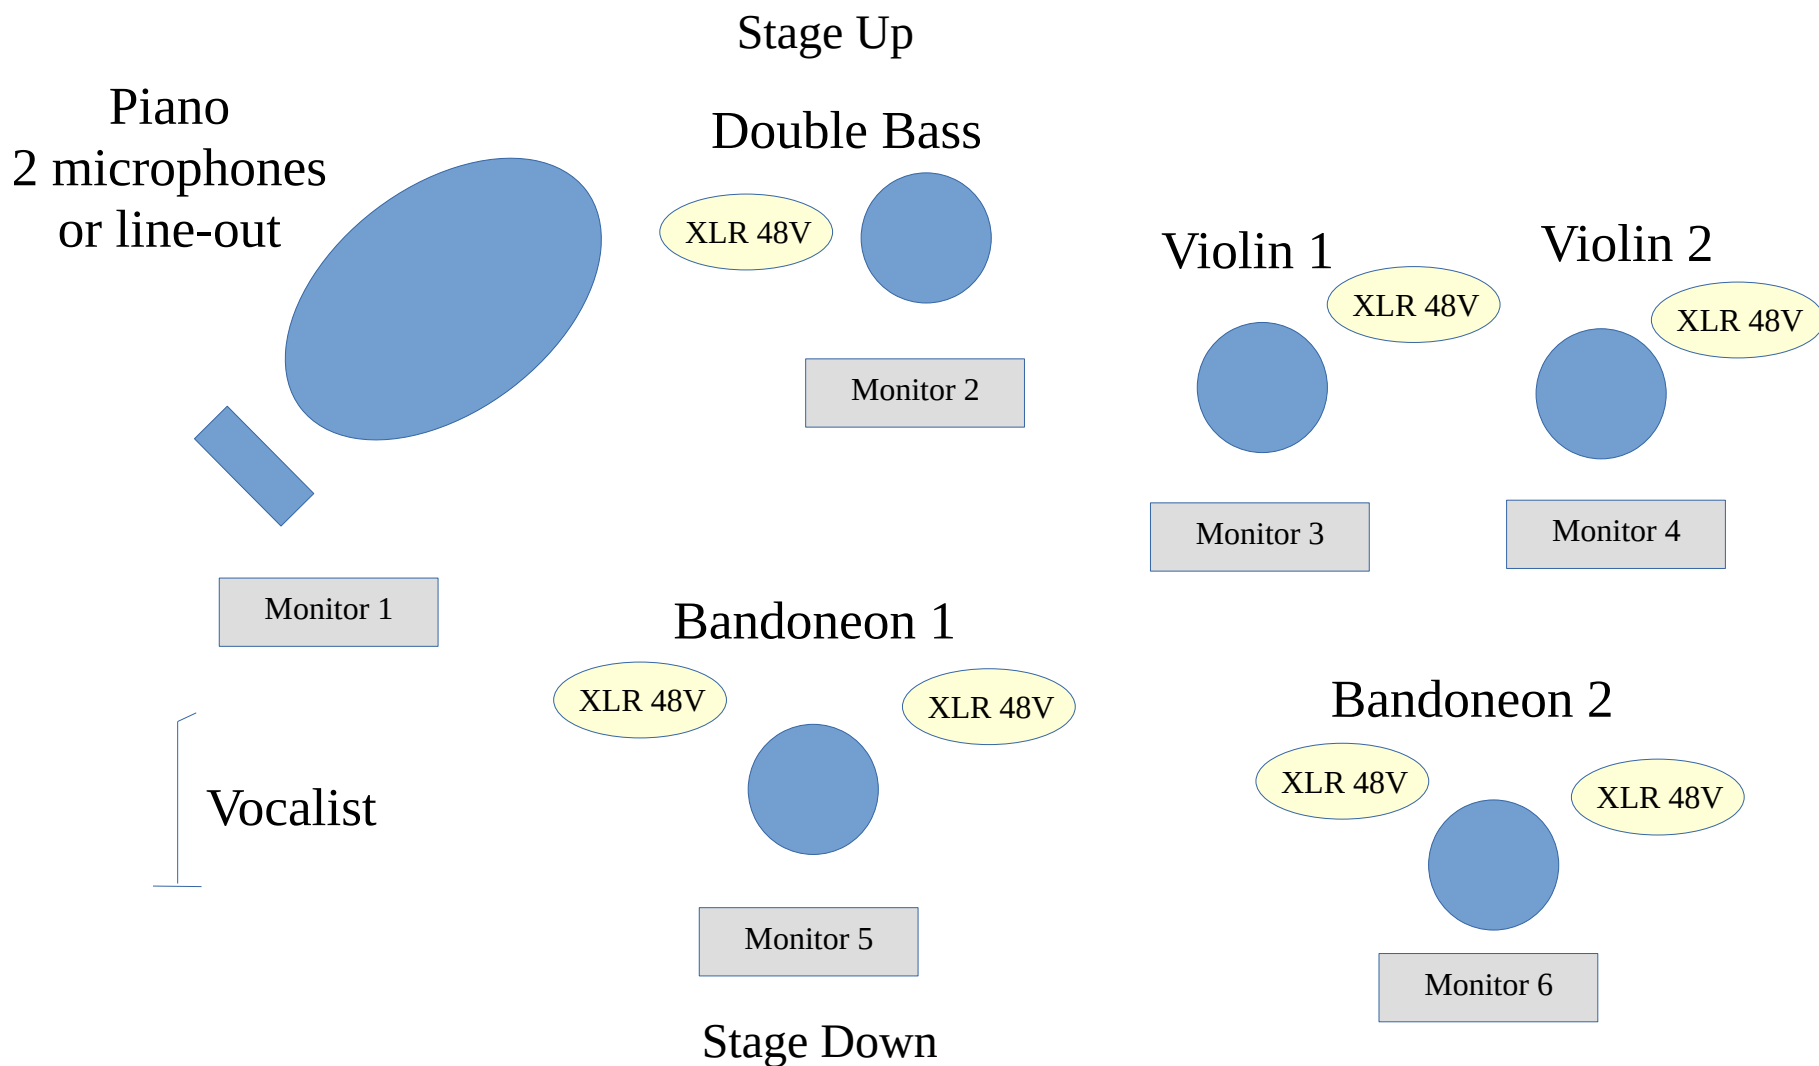 Stage Up
Piano
2 microphones
or line-out
Double Bass
XLR 48V
Monitor 2
Violin 1
XLR 48V
Violin 2
XLR 48V
Monitor 3
Monitor 4
Monitor 1
Bandoneon 1
XLR 48V
XLR 48V
Bandoneon 2
XLR 48V
XLR 48V
Vocalist
Monitor 5
Monitor 6
Stage Down